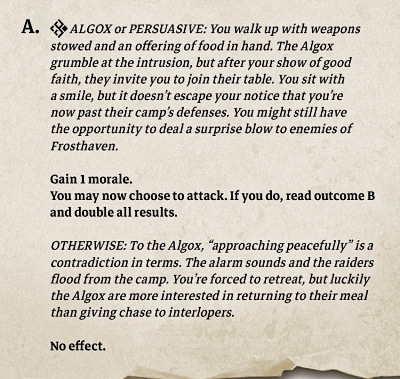 A. ALGOX or PERSUASIVE: You walk up with weapons
stowed and an offering of food in hand. The Algox
grumble at the intrusion, but after your show of good
faith, they invite you to join their table. You sit with
a smile, but it doesn't escape your notice that you're
now past their camp's defenses. You might still have
the opportunity to deal a surprise blow to enemies of
Frosthaven.
Gain 1 morale.
You may now choose to attack. If you do, read outcome B
and double all results.
OTHERWISE: To the Algox, “approaching peacefully” is a
contradiction in terms. The alarm sounds and the raiders
flood from the camp. You're forced to retreat, but luckily
the Algox are more interested in returning to their meal
than giving chase to interlopers.
No effect.